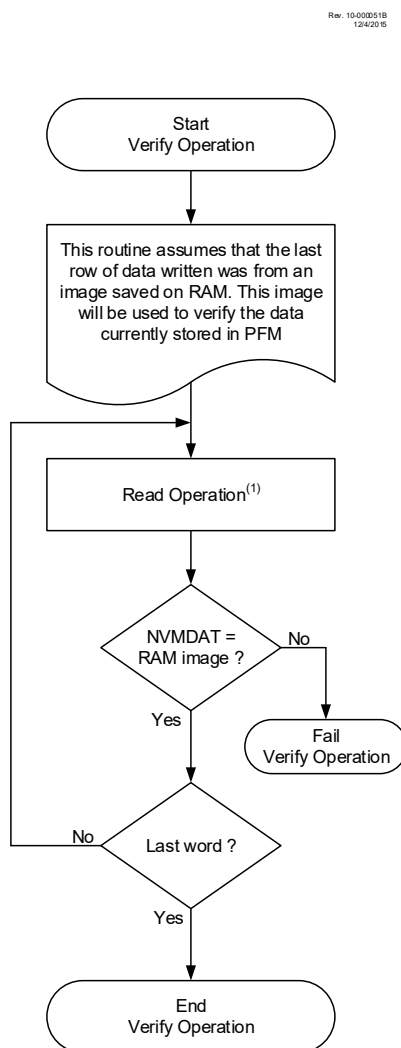 Rev. 10-000051B
12/4/2015
Start
Verify Operation
This routine assumes that the last
row of data written was from an
image saved on RAM. This image
will be used to verify the data
currently stored in PFM
Read Operation(1)
NVMDAT =
RAM image ?
No
Yes
Fail
Verify Operation
No
Last word ?
Yes
End
Verify Operation